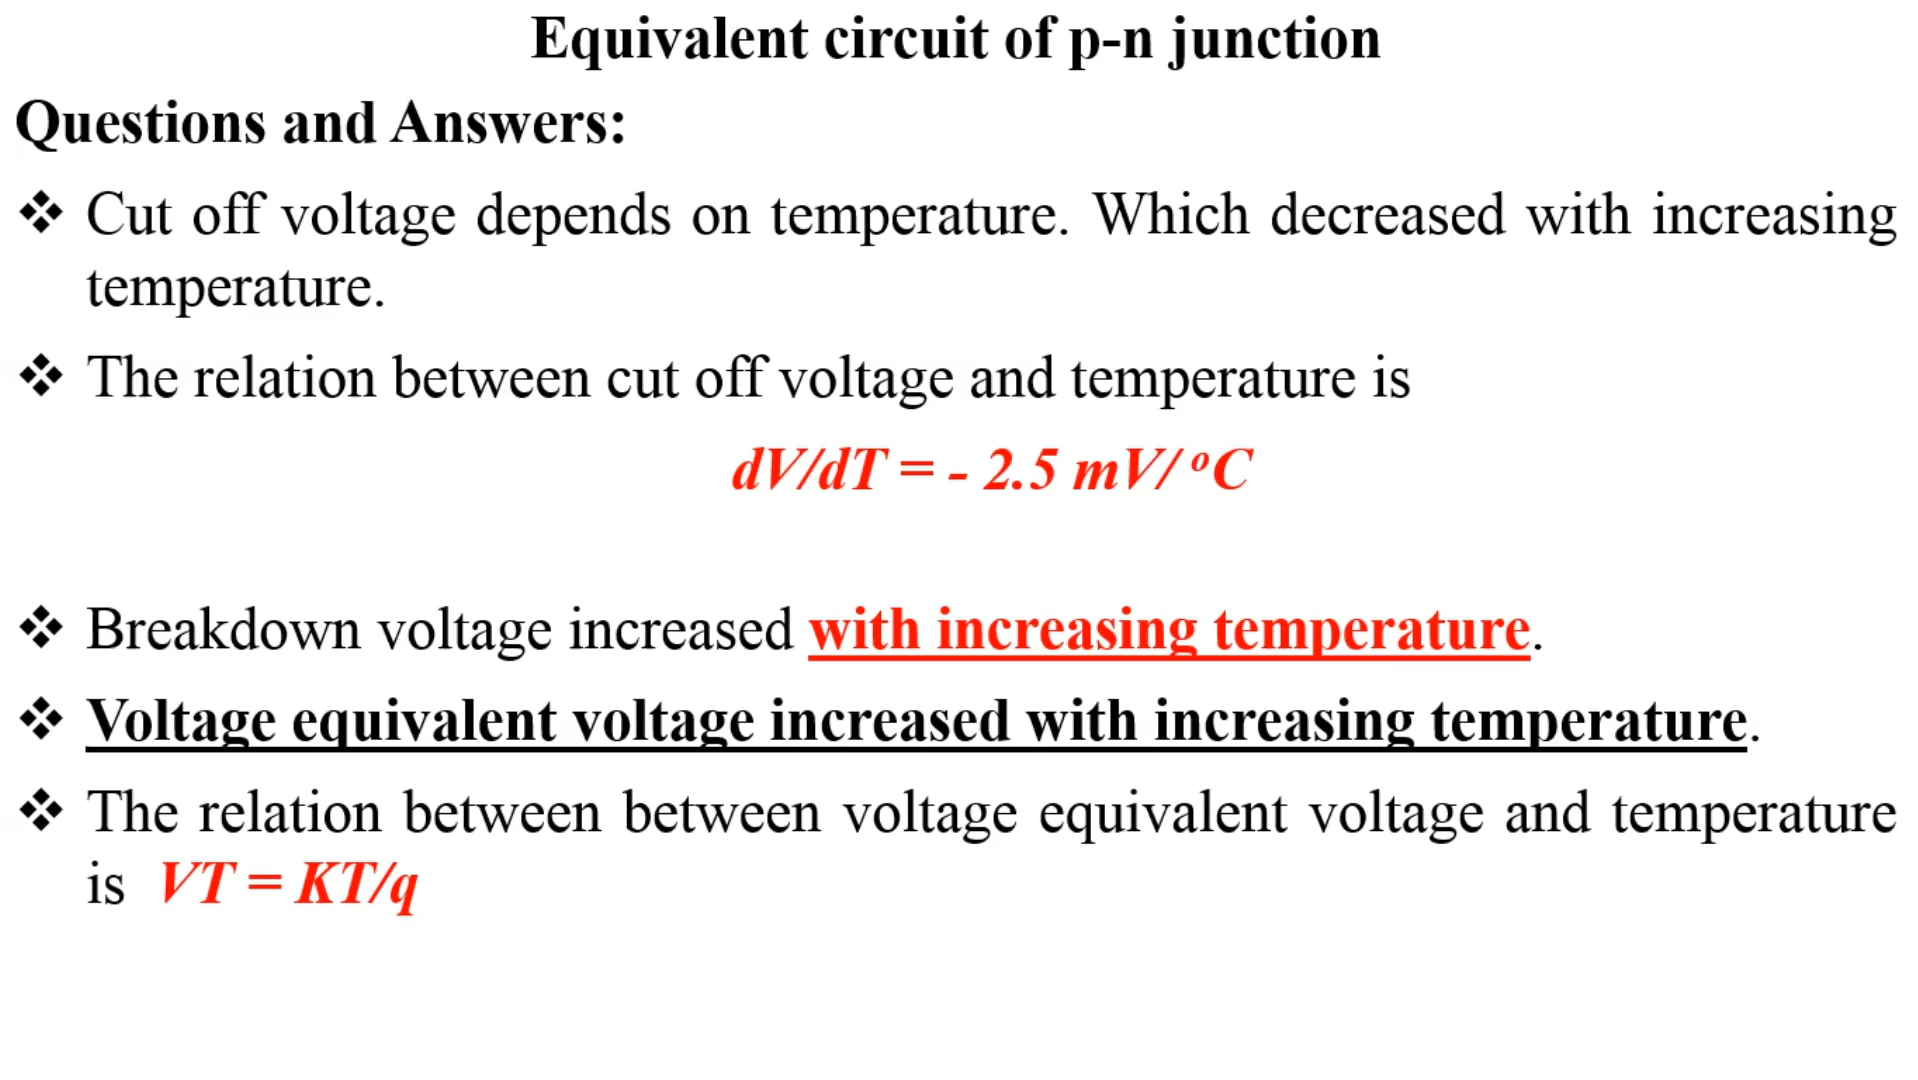 Equivalent circuit of p-n junction
Questions and Answers:
❖ Cut off voltage depends on temperature. Which decreased with increasing
temperature.
❖ The relation between cut off voltage and temperature is
dV/dT = - 2.5 mV/ ºC
❖ Breakdown voltage increased with increasing temperature.
❖ Voltage equivalent voltage increased with increasing temperature.
❖ The relation between between voltage equivalent voltage and temperature
is VT = KT/q